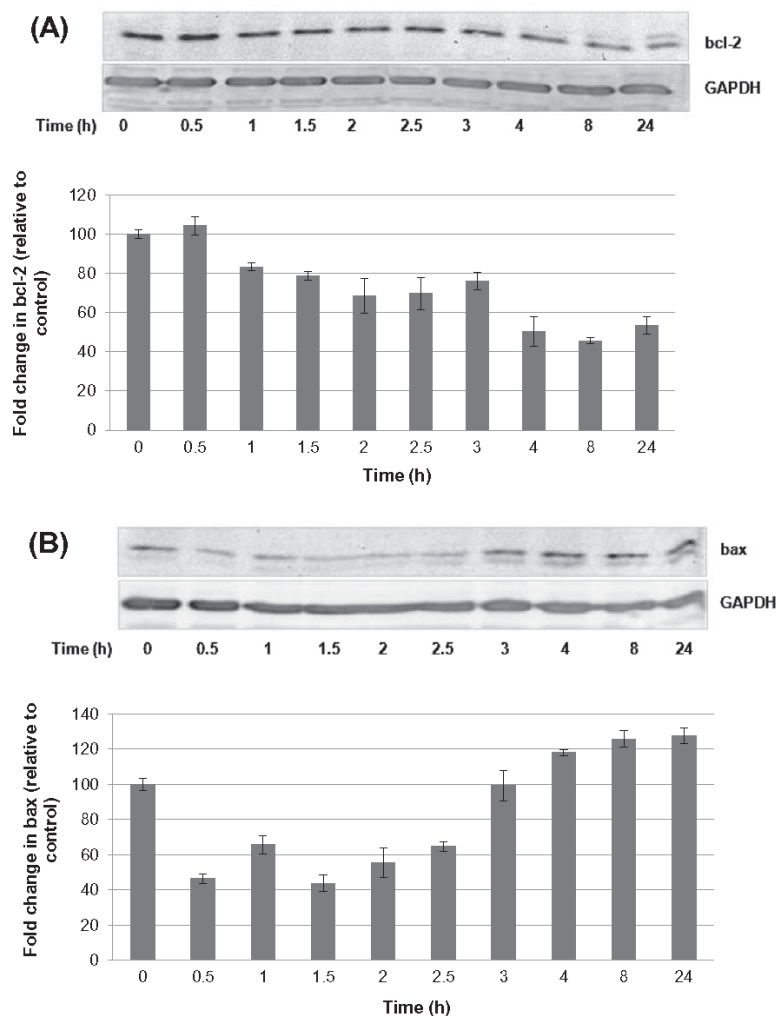 (A)
bcl-2
GAPDH
Time (h) 0 0.5 1 1.5 2 2.5 3 4 8 24
Fold change in bcl-2 (relative to
control)
120
100
80
60
40
20
0
0 0.5 1 1.5 2 2.5 3 4 8 24
Time (h)
(B)
bax
GAPDH
Time (h) 0 0.5 1 1.5 2 2.5 3 4 8 24
Fold change in bax (relative to
control)
140
120
100
80
60
40
20
0
0 0.5 1 1.5 2 2.5 3 4 8 24
Time (h)